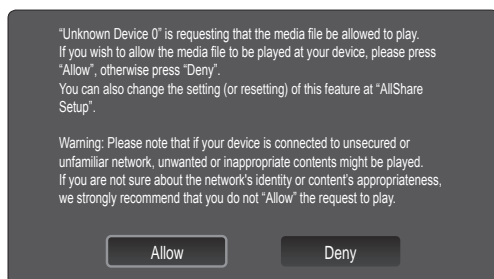 “Unknown Device 0” is requesting that the media file be allowed to play.
If you wish to allow the media file to be played at your device, please press
“Allow”, otherwise press “Deny”.
You can also change the setting (or resetting) of this feature at “AllShare
Setup”.
Warning: Please note that if your device is connected to unsecured or
unfamiliar network, unwanted or inappropriate contents might be played.
If you are not sure about the network's identity or content's appropriateness,
we strongly recommend that you do not “Allow” the request to play.
Allow
Deny